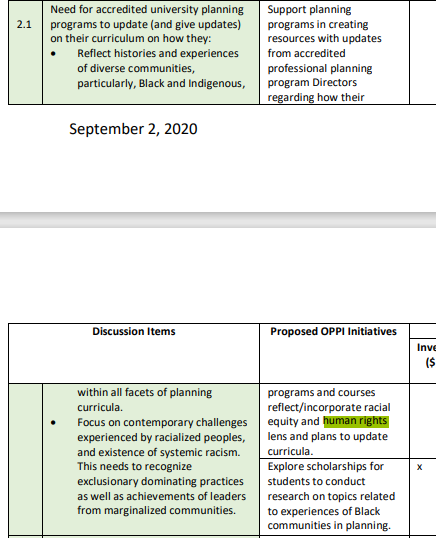 2.1
Need for accredited university planning
programs to update (and give updates)
on their curriculum on how they:
• Reflect histories and experiences
of diverse communities,
particularly, Black and Indigenous,
Support planning
programs in creating
resources with updates
from accredited
professional planning
program Directors
regarding how their
September 2, 2020
Discussion Items
Proposed OPPI Initiatives
Inve
($
within all facets of planning
curricula.
• Focus on contemporary challenges
experienced by racialized peoples,
and existence of systemic racism.
This needs to recognize
exclusionary dominating practices
as well as achievements of leaders
from marginalized communities.
programs and courses
reflect/incorporate racial
equity and human rights
lens and plans to update
curricula.
Explore scholarships for
students to conduct
research on topics related
to experiences of Black
communities in planning.
x